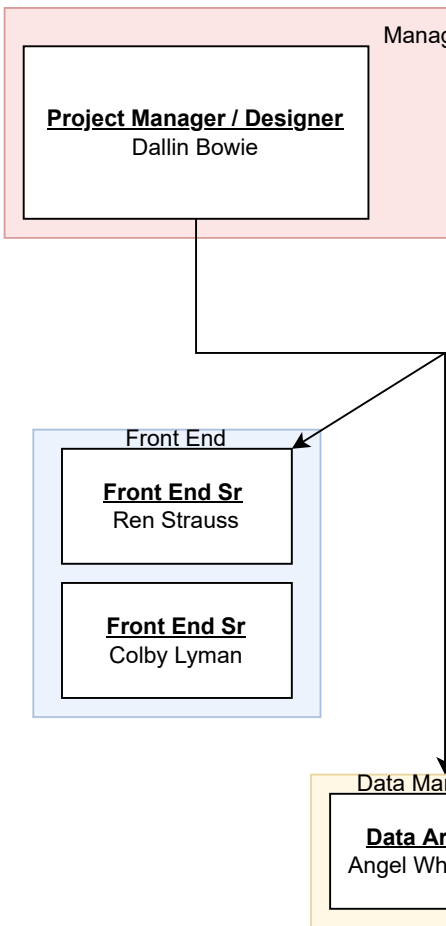 Manag
Project Manager / Designer
Dallin Bowie
Front End
Front End Sr
Ren Strauss
Front End Sr
Colby Lyman
Data Mar
Data Ar
Angel Wh